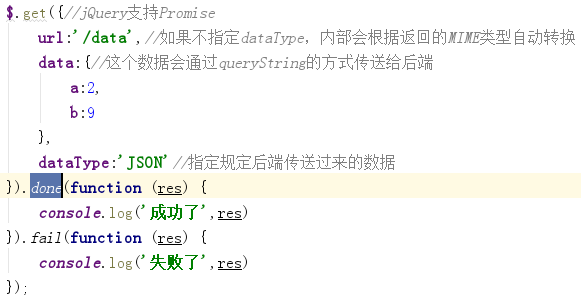 $.get({//jQuery支持Promise
    url:'/data',//如果不指定dataType，内部会根据返回的MIME类型自动转换
    data:{//这个数据会通过queryString的方式传送给后端
        a:2,
        b:9
    },
    dataType:'JSON'//指定规定后端传送过来的数据
}).done(function (res) {
    console.log('成功了',res)
}).fail(function (res) {
    console.log('失败了',res)
});